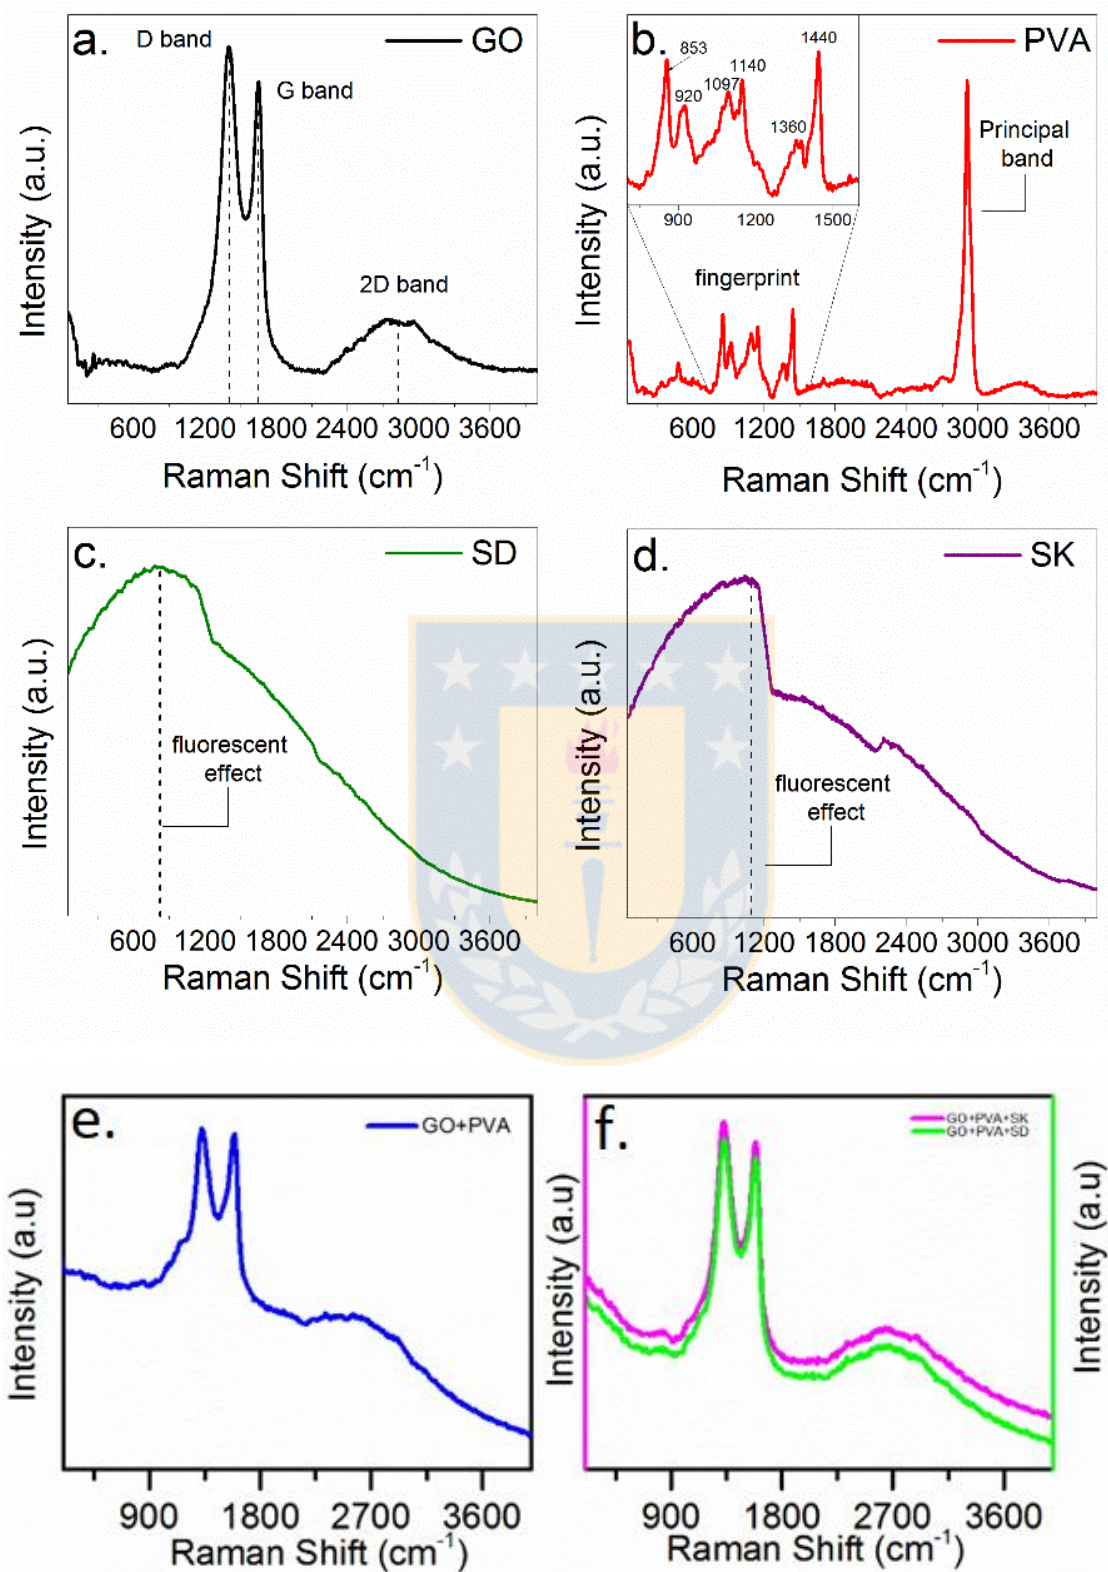 a.
GO
D band
G band
2D band
Intensity (a.u.)
600 1200 1800 2400 3000 3600
Raman Shift (cm⁻¹)
b.
PVA
853
920
1097
1140
1360
1440
900 1200 1500
Principal
band
fingerprint
Intensity (a.u.)
600 1200 1800 2400 3000 3600
Raman Shift (cm⁻¹)
c.
SD
fluorescent
effect
Intensity (a.u.)
600 1200 1800 2400 3000 3600
Raman Shift (cm⁻¹)
d.
SK
fluorescent
effect
Intensity (a.u.)
600 1200 1800 2400 3000 3600
Raman Shift (cm⁻¹)
e.
GO+PVA
Intensity (a.u)
900 1800 2700 3600
Raman Shift (cm⁻¹)
f.
GO+PVA+SK
GO+PVA+SD
Intensity (a.u)
Intensity (a.u)
900 1800 2700 3600
Raman Shift (cm⁻¹)